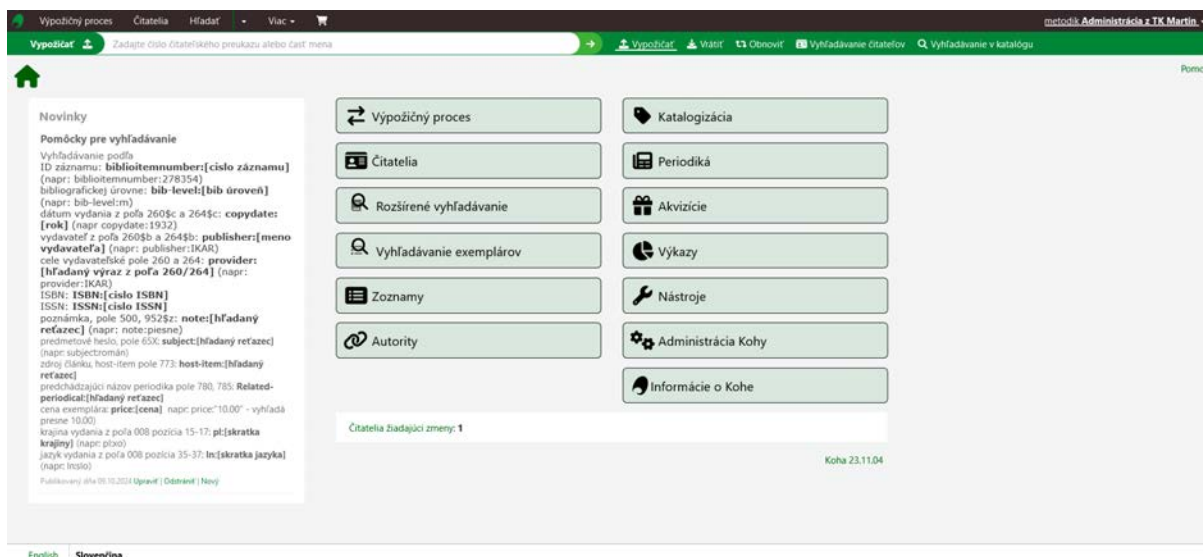 Výpožičný proces Čitatelia Hľadať Viac
metodik Administrácia z TK Martin
Vypožičať Zadajte číslo čitateľského preukazu alebo časť mena
Vypožičať Vrátiť Obnoviť Vyhľadávanie čitateľov Vyhľadávanie v katalógu
Pomo
Novinky
Pomôcky pre vyhľadávanie
Vyhľadávanie podľa
ID záznamu: biblioitemnumber:[cislo záznamu]
(napr: biblioitemnumber:278354)
bibliografickej úrovne: bib-level:[bib úroveň]
(napr: bib-level:m)
dátum vydania z poľa 260$c a 264$c: copydate:
[rok] (napr copydate:1932)
vydavateľ z poľa 260$b a 264$b: publisher:[meno
vydavateľa] (napr: publisher:IKAR)
cele vydavateľské pole 260 a 264: provider:
[hľadaný výraz z poľa 260/264] (napr:
provider:IKAR)
ISBN: ISBN:[cislo ISBN]
ISSN: ISSN:[cislo ISSN]
poznámka, pole 500, 952$z: note:[hľadaný
reťazec] (napr: note:piesne)
predmetové heslo, pole 65X: subject:[hľadaný reťazec]
(napr: subject:román)
zdroj článku, host-item pole 773: host-item:[hľadaný
reťazec]
predchádzajúci názov periodika pole 780, 785: Related-
periodical:[hľadaný reťazec]
cena exemplára: price:[cena] napr: price:"10.00" - vyhľadá
presne 10.00)
krajina vydania z poľa 008 pozícia 15-17: pl:[skratka
krajiny] (napr: pl:xo)
jazyk vydania z poľa 008 pozícia 35-37: ln:[skratka jazyka]
(napr: ln:slo)
Publikovaný dňa 08.10.2024 Upraviť | Odstrániť | Nový
Výpožičný proces
Čitatelia
Rozšírené vyhľadávanie
Vyhľadávanie exemplárov
Zoznamy
Autority
Katalogizácia
Periodiká
Akvizície
Výkazy
Nástroje
Administrácia Kohy
Informácie o Kohe
Čitatelia žiadajúci zmeny: 1
Koha 23.11.04
English Slovenčina